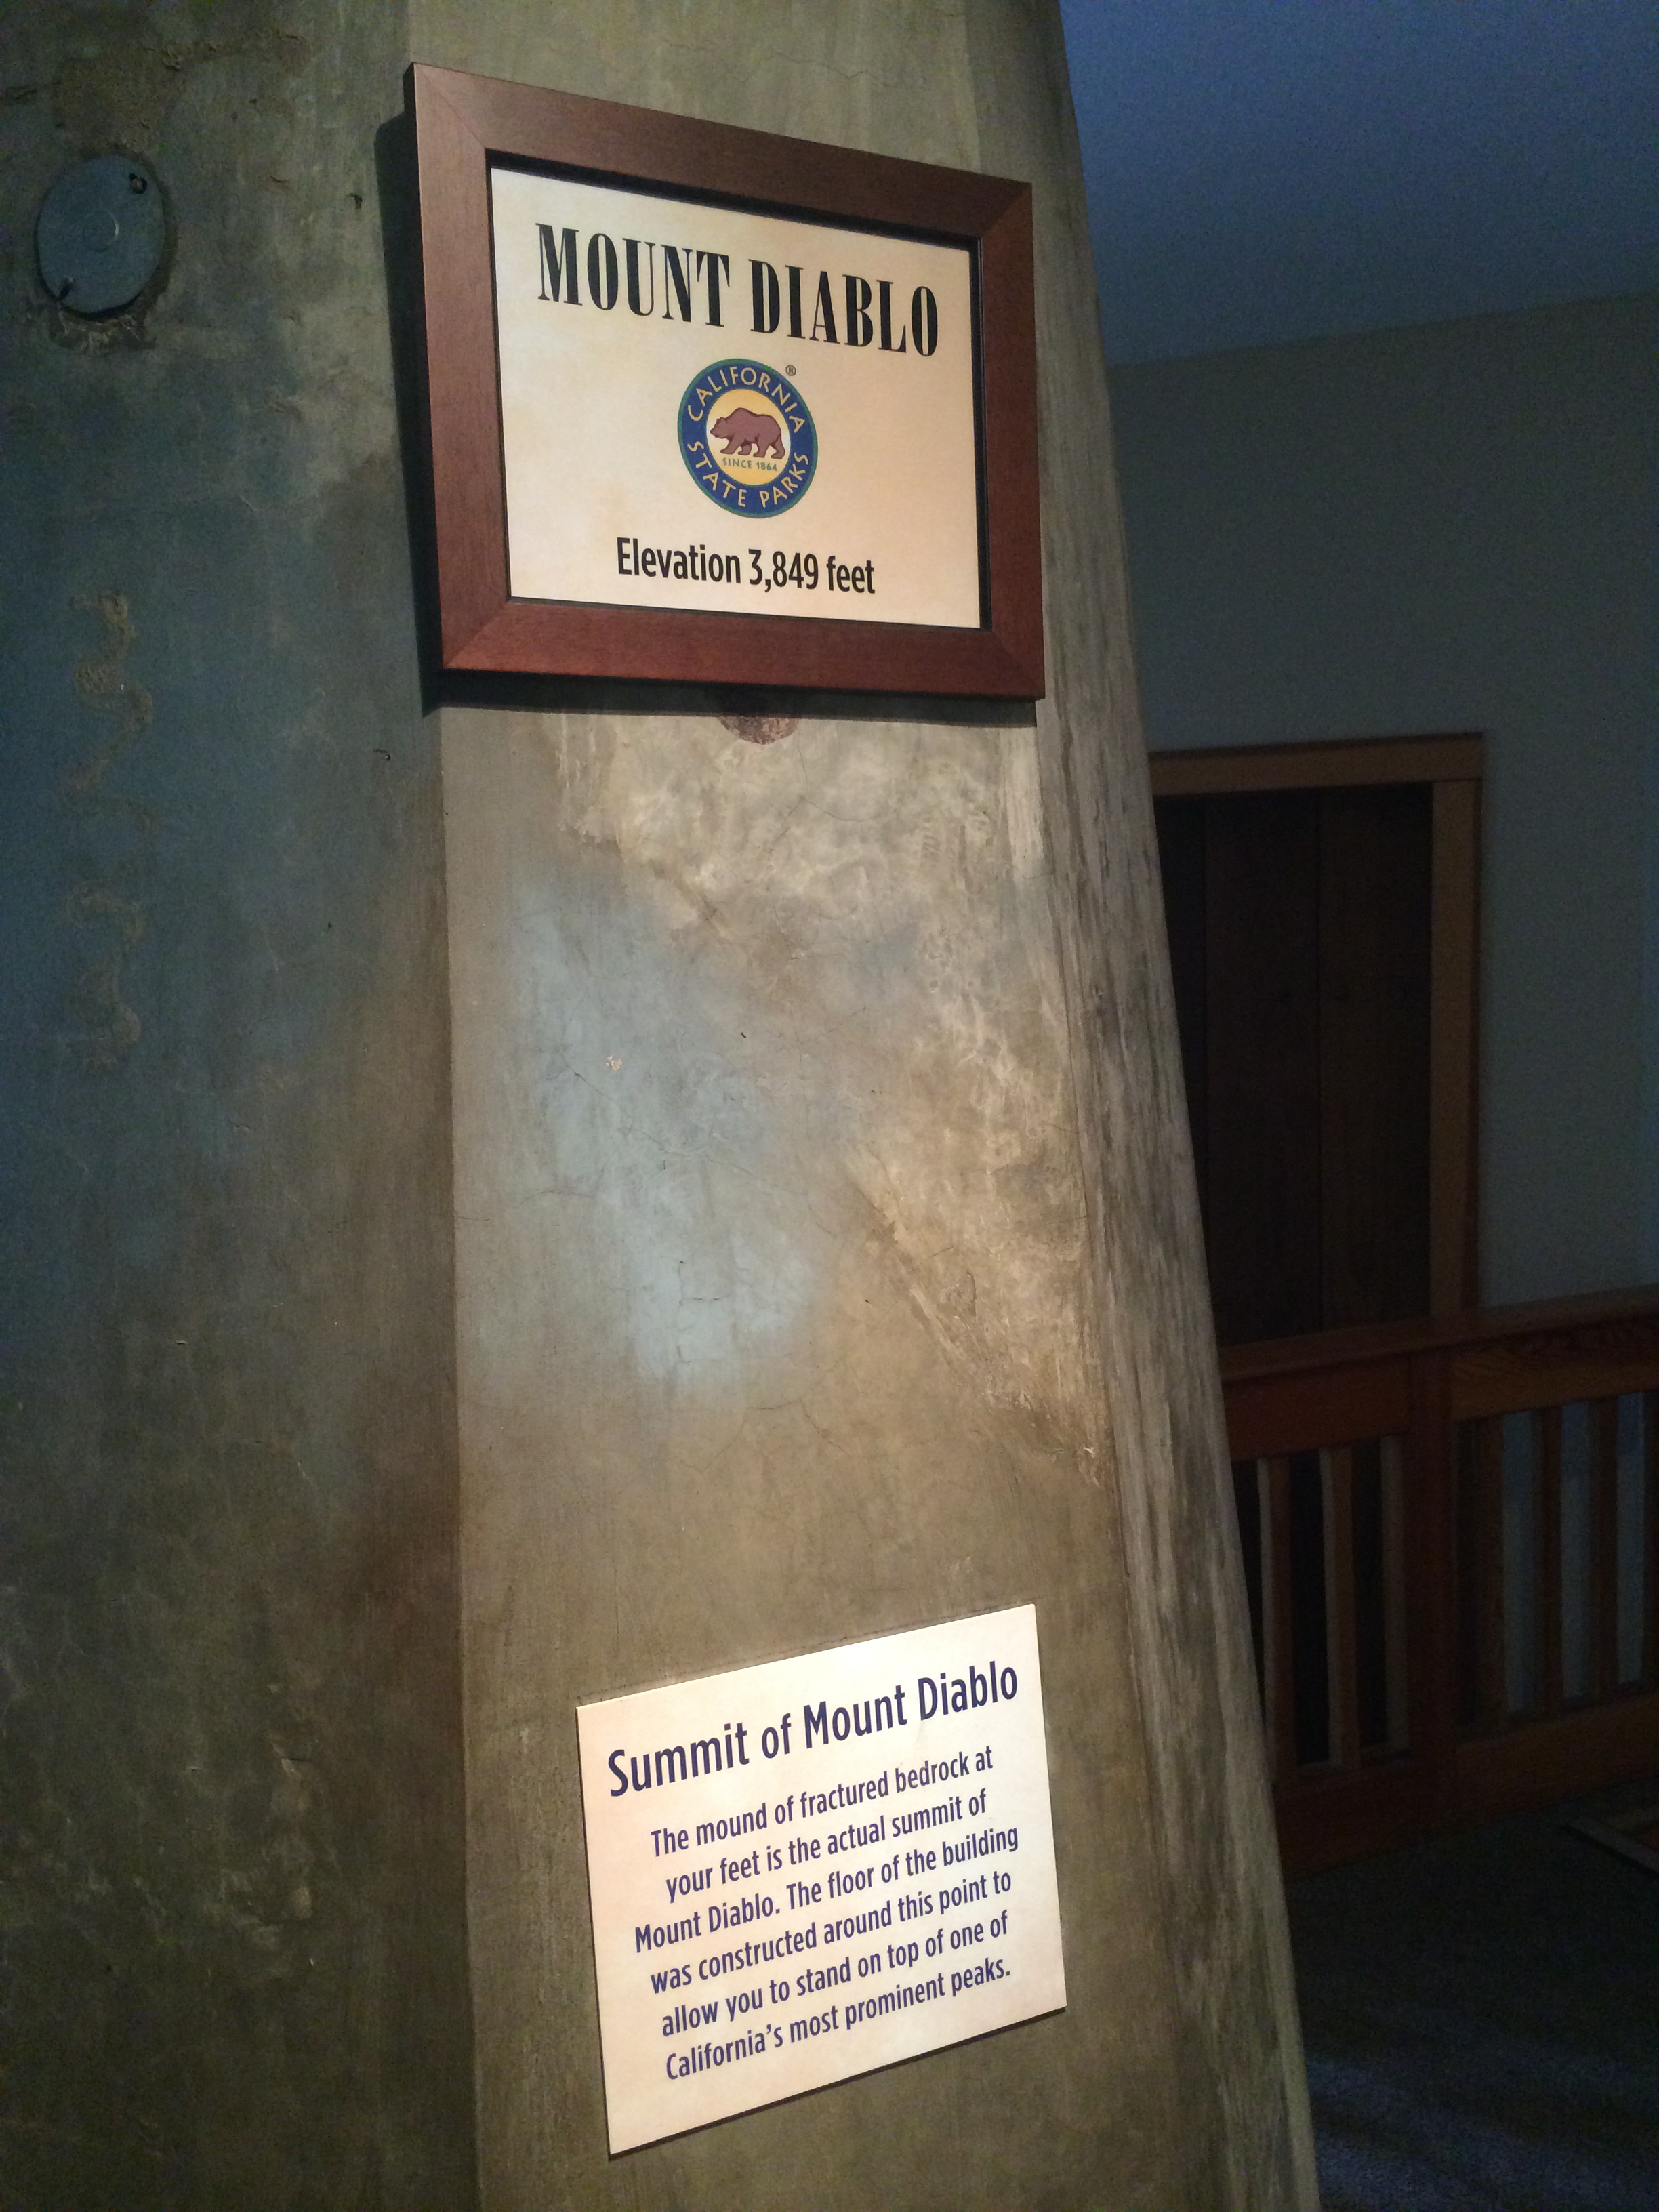 MOUNT DIABLO
CALIFORNIA
®
SINCE 1864
STATE PARKS
Elevation 3,849 feet
Summit of Mount Diablo
The mound of fractured bedrock at
your feet is the actual summit of
Mount Diablo. The floor of the building
was constructed around this point to
allow you to stand on top of one of
California's most prominent peaks.